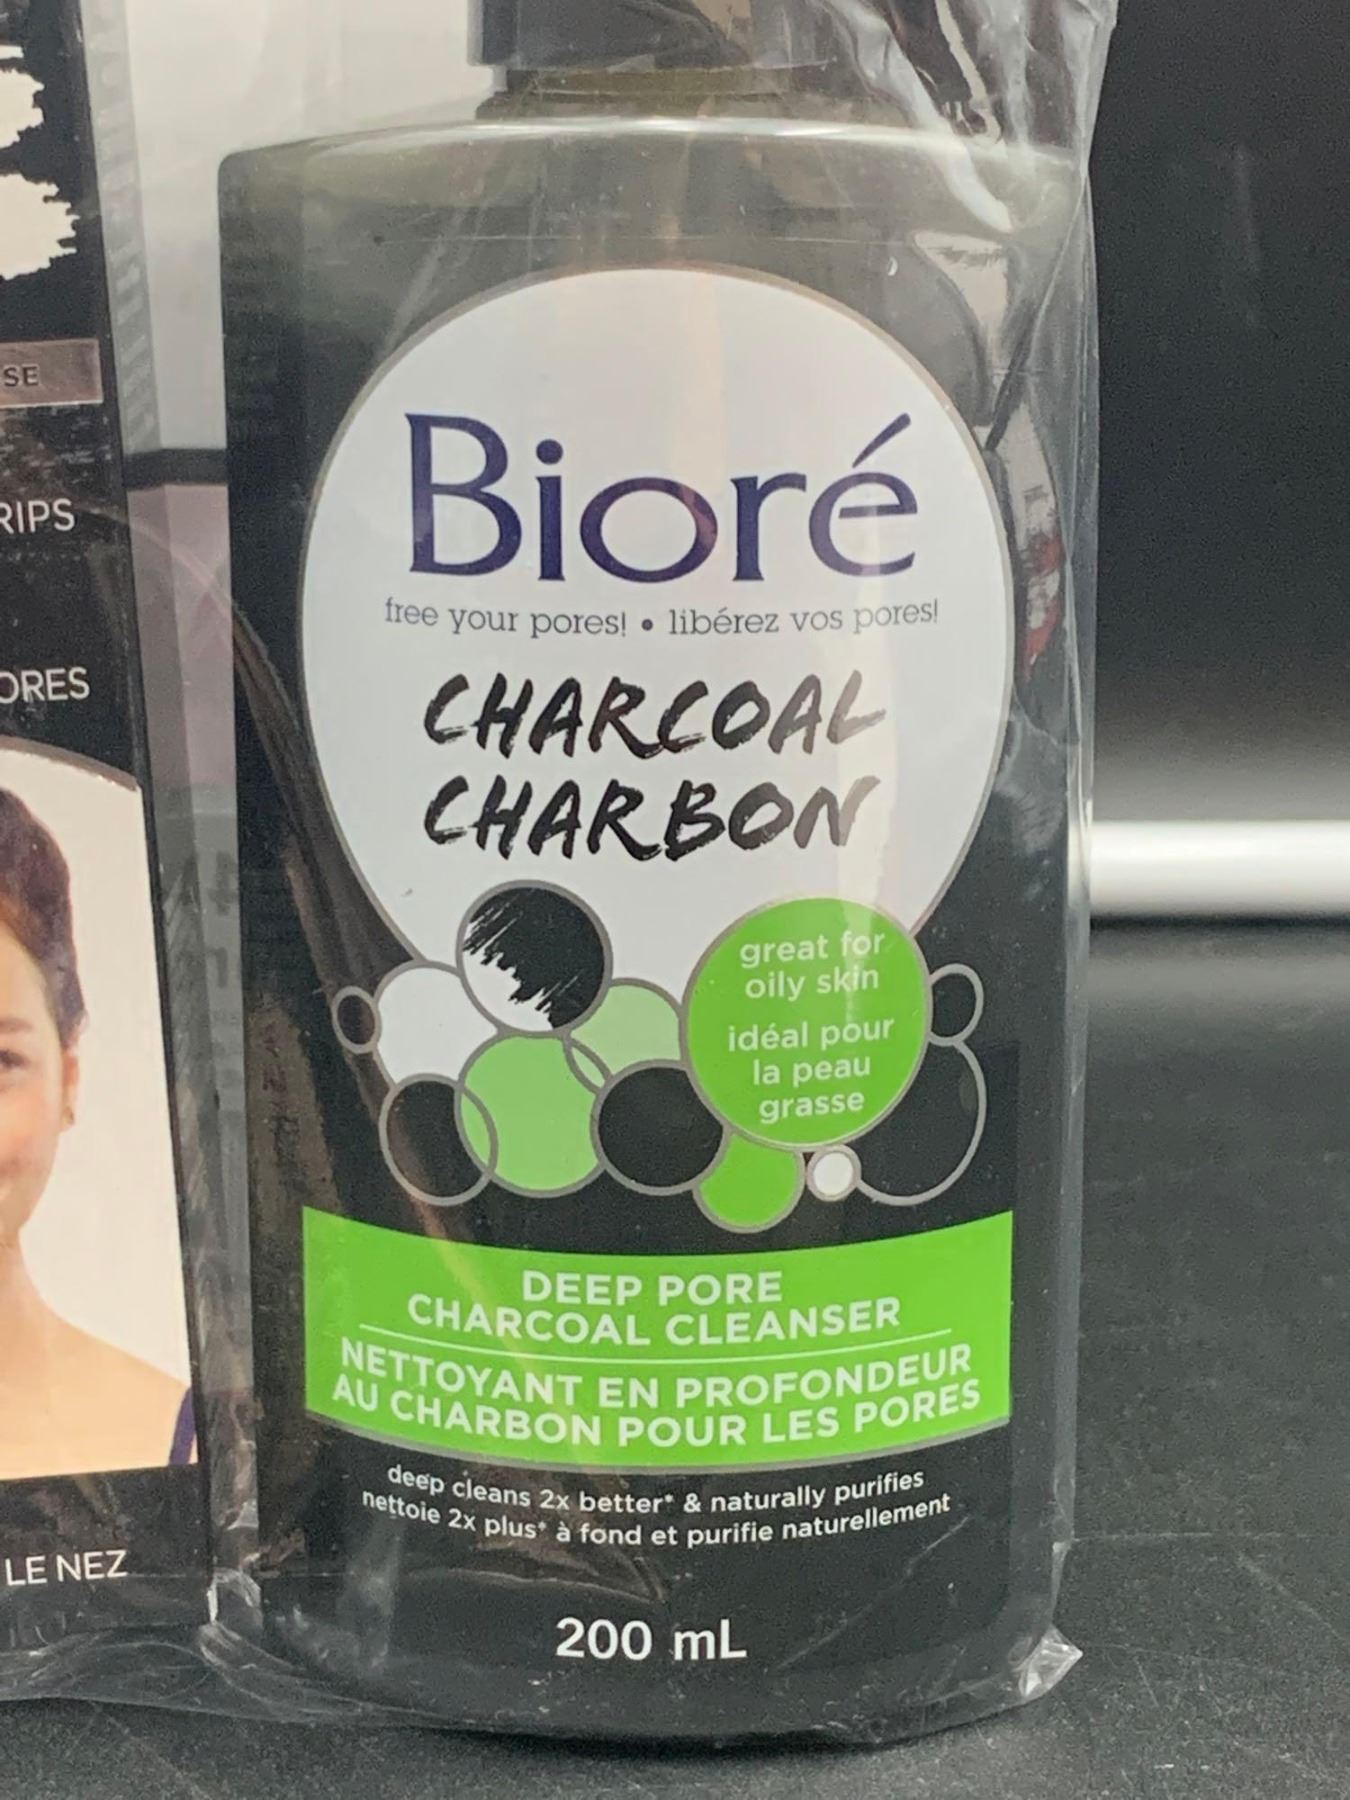 SE
RIPS
ORES
LE NEZ
Bioré
free your pores! • libérez vos pores!
CHARCOAL
CHARBON
great for
oily skin
idéal pour
la peau
grasse
DEEP PORE
CHARCOAL CLEANSER
NETTOYANT EN PROFONDEUR
AU CHARBON POUR LES PORES
deep cleans 2x better* & naturally purifies
nettoie 2x plus* à fond et purifie naturellement
200 mL